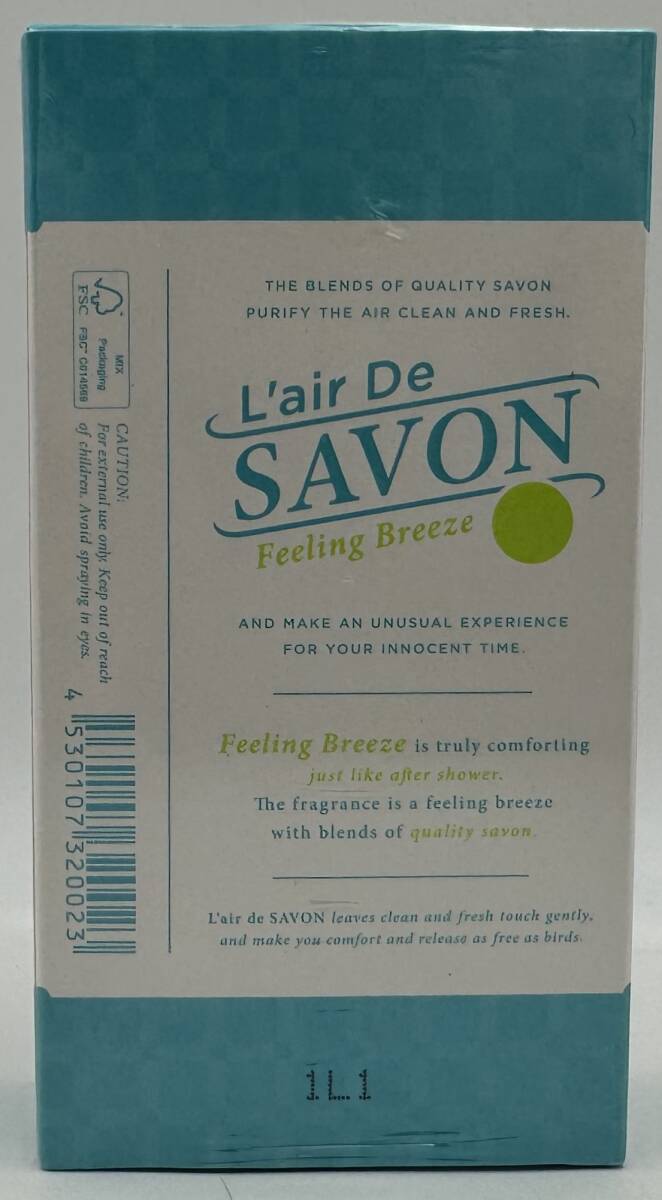 THE BLENDS OF QUALITY SAVON
PURIFY THE AIR CLEAN AND FRESH.
L'air De
SAVON
Feeling Breeze
AND MAKE AN UNUSUAL EXPERIENCE
FOR YOUR INNOCENT TIME.
Feeling Breeze is truly comforting
just like after shower.
The fragrance is a feeling breeze
with blends of quality savon.
L'air de SAVON leaves clean and fresh touch gently,
and make you comfort and release as free as birds.
MIX
Packaging
FSC™ C014569
FSC
CAUTION:
For external use only. Keep out of reach
of children. Avoid spraying in eyes.
4 530107 320023
1L1